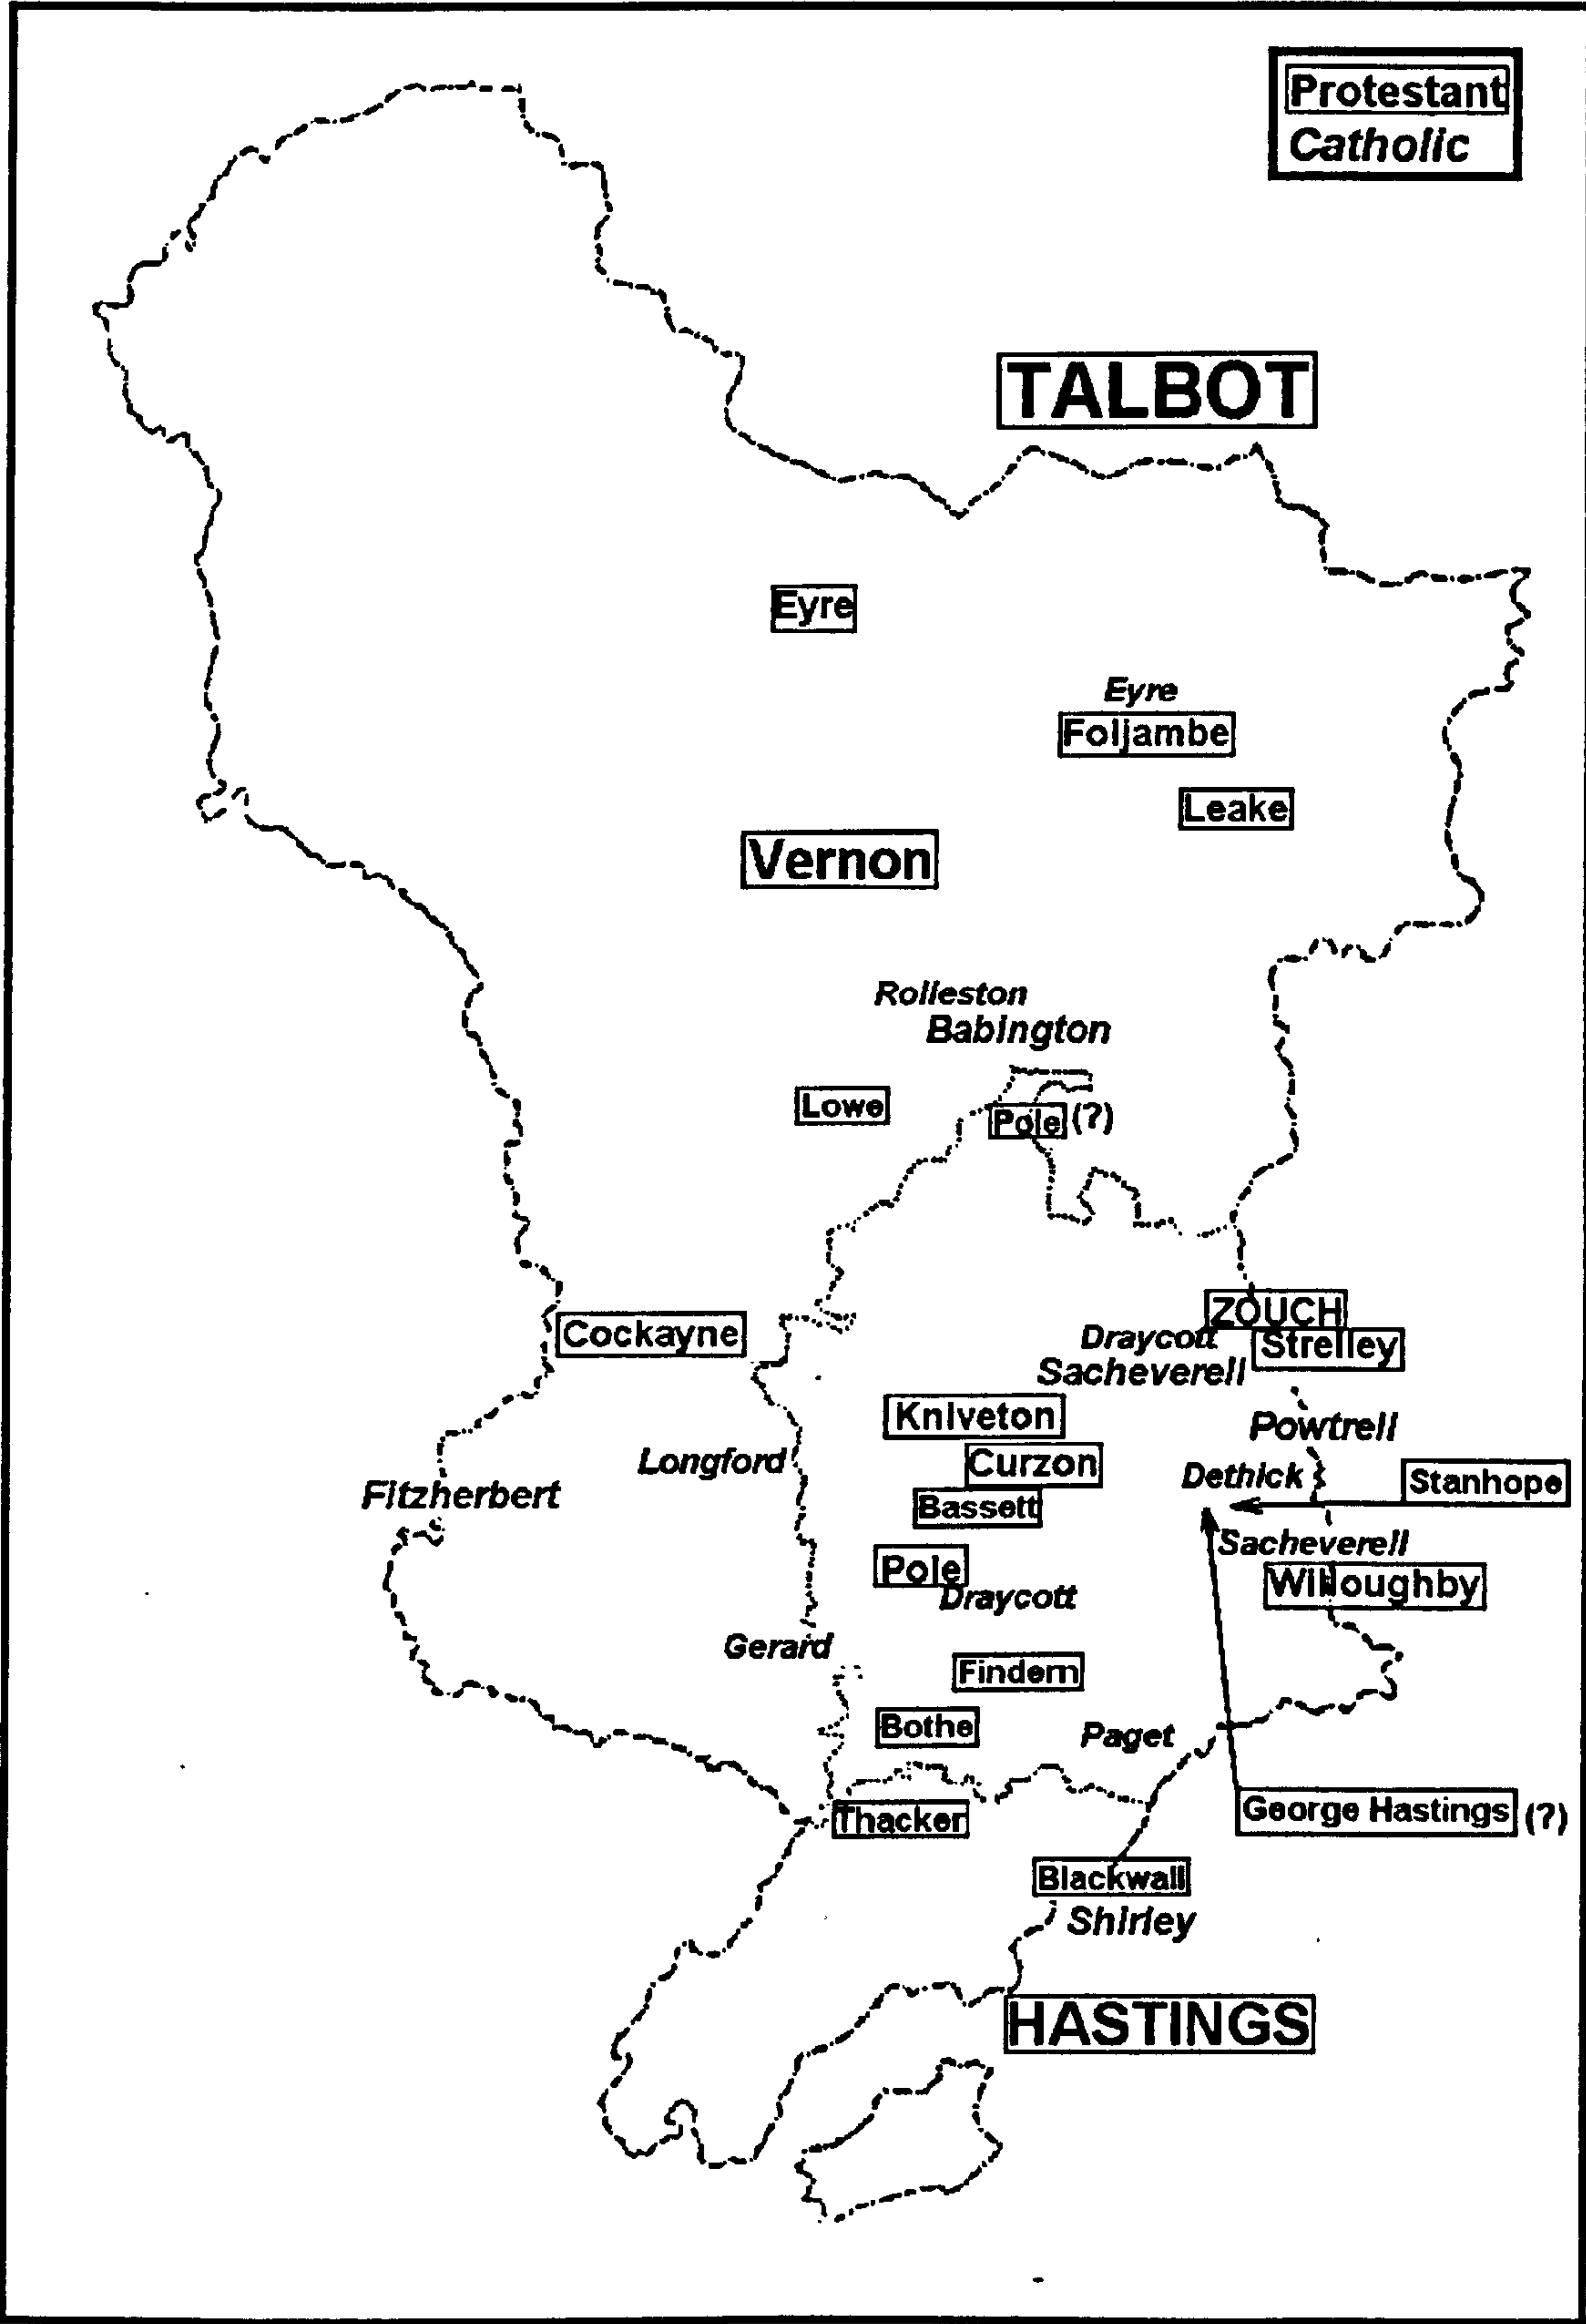 Protestant
Catholic
TALBOT
Eyre
Eyre
Foljambe
Leake
Vernon
Rolleston
Babington
Lowe
Pole (?)
ZOUCH
Cockayne
Draycott
Strelley
Sacheverell
Kniveton
Powtrell
Longford
Curzon
Dethick
Stanhope
Fitzherbert
Bassett
Sacheverell
Pole
Willoughby
Draycott
Gerard
Findern
Bothe
Paget
Thacker
George Hastings (?)
Blackwall
Shirley
HASTINGS